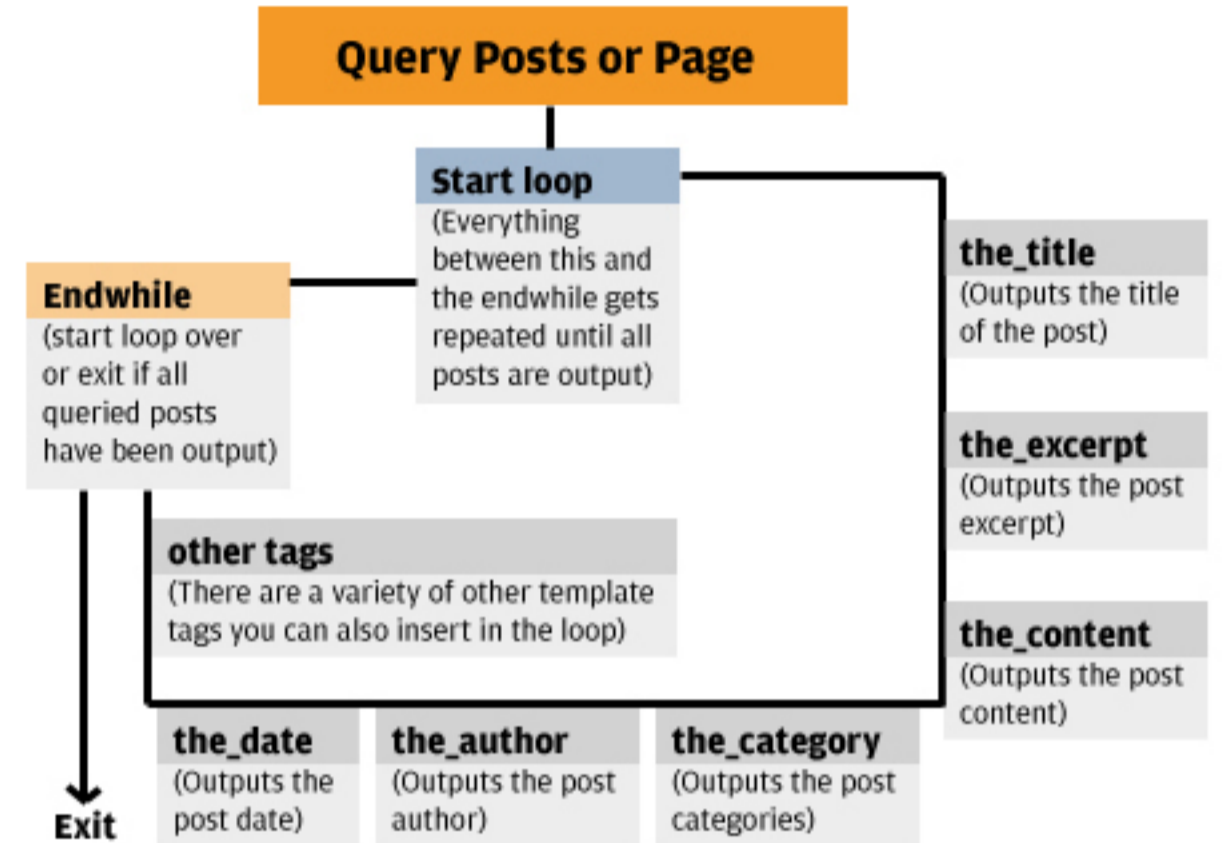 Query Posts or Page
Start loop
(Everything
between this and
the endwhile gets
repeated until all
posts are output)
Endwhile
(start loop over
or exit if all
queried posts
have been output)
the_title
(Outputs the title
of the post)
the_excerpt
(Outputs the post
excerpt)
the_content
(Outputs the post
content)
other tags
(There are a variety of other template
tags you can also insert in the loop)
the_date
(Outputs the
post date)
the_author
(Outputs the post
author)
the_category
(Outputs the post
categories)
Exit